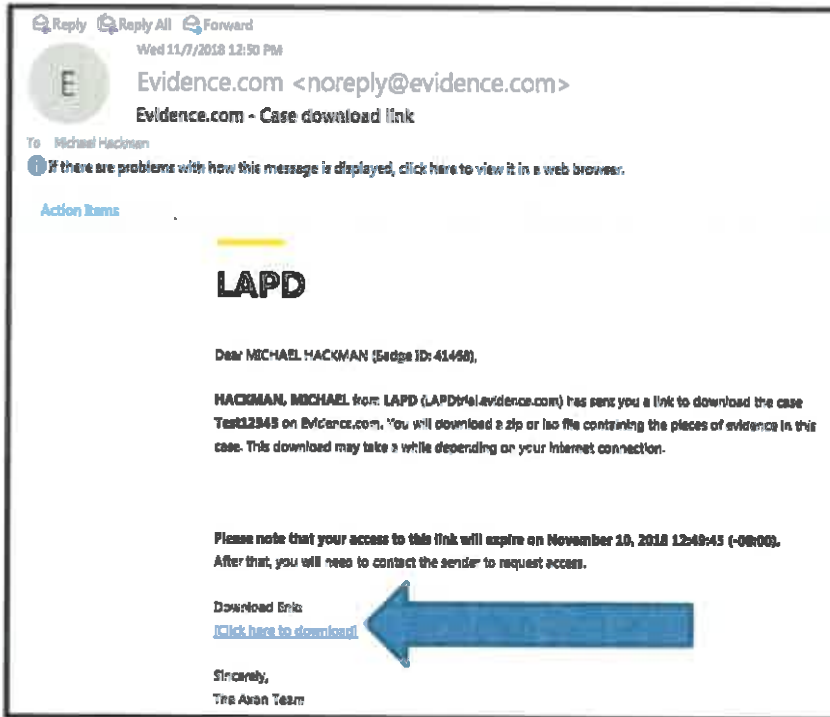 Reply Reply All Forward
Wed 11/7/2018 12:50 PM
E
Evidence.com <noreply@evidence.com>
Evidence.com - Case download link
To Michael Hackman
If there are problems with how this message is displayed, click here to view it in a web browser.
Action Items
LAPD
Dear MICHAEL HACKMAN (Badge ID: 41468),
HACKMAN, MICHAEL from LAPD (LAPDtrial.evidence.com) has sent you a link to download the case
Test12345 on Evidence.com. You will download a zip or iso file containing the pieces of evidence in this
case. This download may take a while depending on your internet connection.
Please note that your access to this link will expire on November 10, 2018 12:49:45 (-08:00).
After that, you will need to contact the sender to request access.
Download link:
[Click here to download]
Sincerely,
The Axon Team